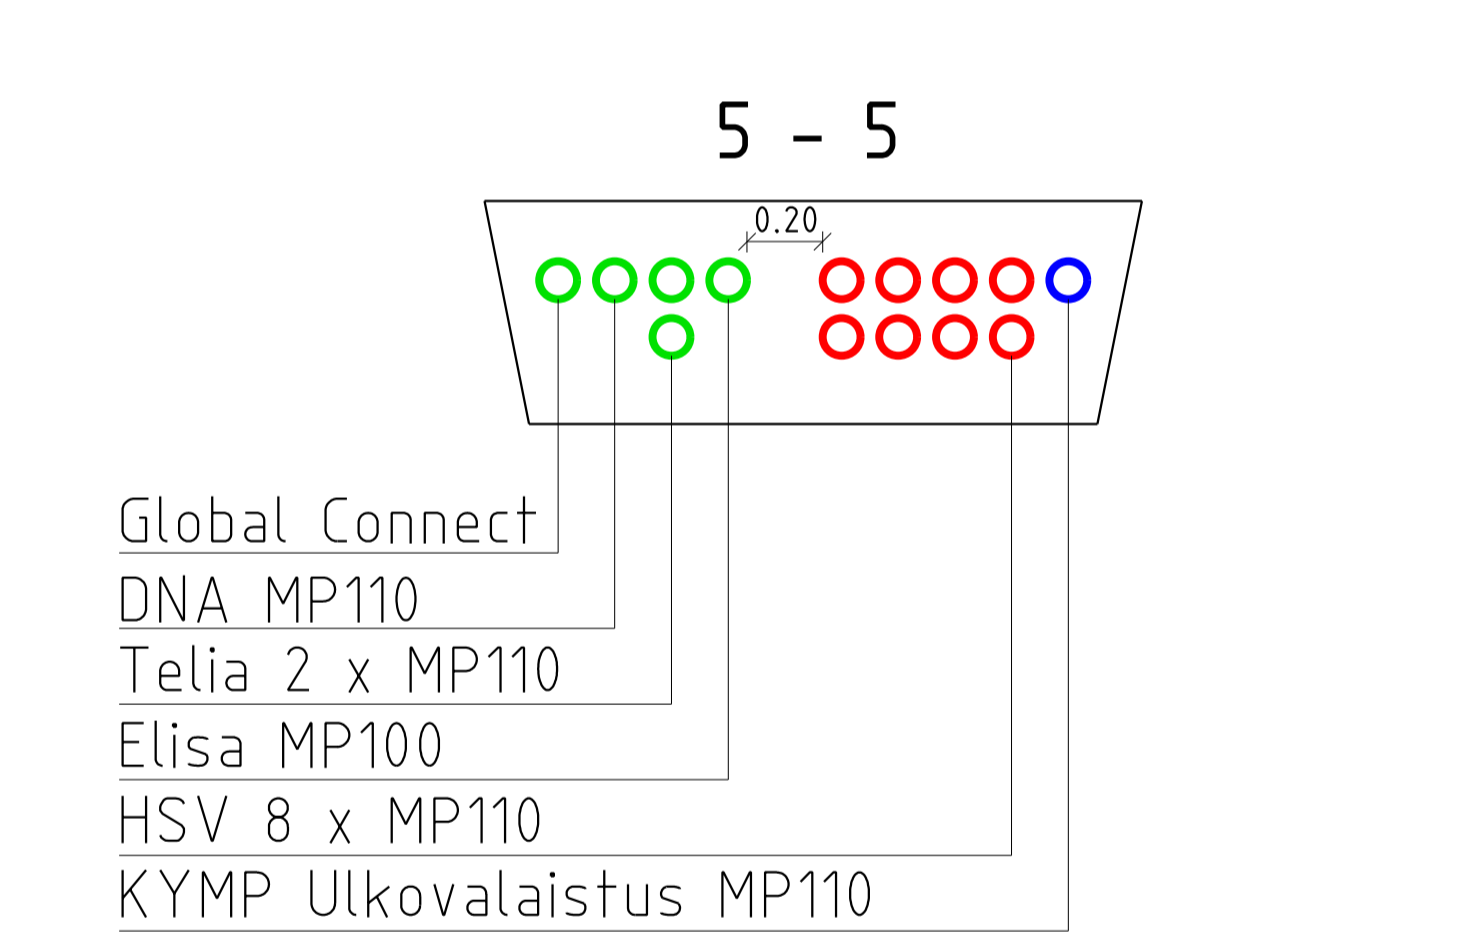 5 - 5
0.20
Global Connect
DNA MP110
Telia 2 x MP110
Elisa MP100
HSV 8 x MP110
KYMP Ulkovalaistus MP110